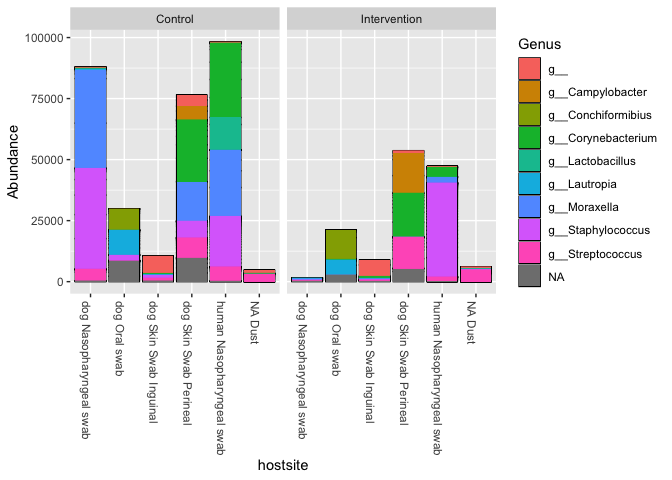 Control
Intervention
Abundance
100000
75000
50000
25000
0
dog Nasopharyngeal swab
dog Oral swab
dog Skin Swab Inguinal
dog Skin Swab Perineal
human Nasopharyngeal swab
NA Dust
dog Nasopharyngeal swab
dog Oral swab
dog Skin Swab Inguinal
dog Skin Swab Perineal
human Nasopharyngeal swab
NA Dust
hostsite
Genus
g__
g__Campylobacter
g__Conchiformibius
g__Corynebacterium
g__Lactobacillus
g__Lautropia
g__Moraxella
g__Staphylococcus
g__Streptococcus
NA